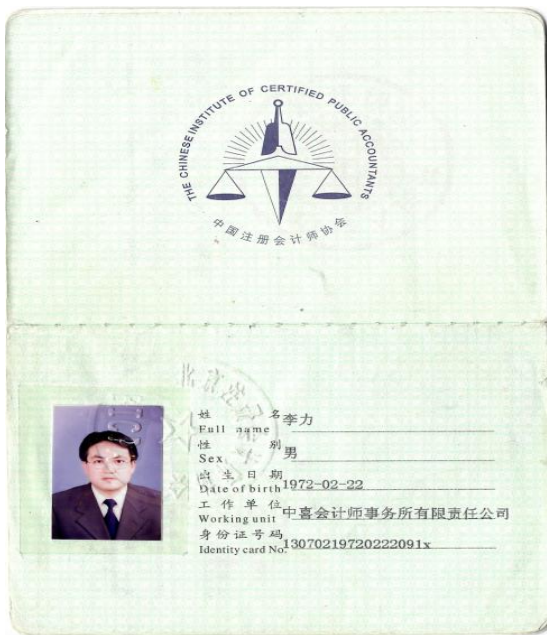 THE CHINESE INSTITUTE OF CERTIFIED PUBLIC ACCOUNTANTS
中国注册会计师协会
姓 名 李力
Full name
性 别 男
Sex
出生日期 1972-02-22
Date of birth
工作单位 中喜会计师事务所有限责任公司
Working unit
身份证号码 13070219720222091x
Identity card No.